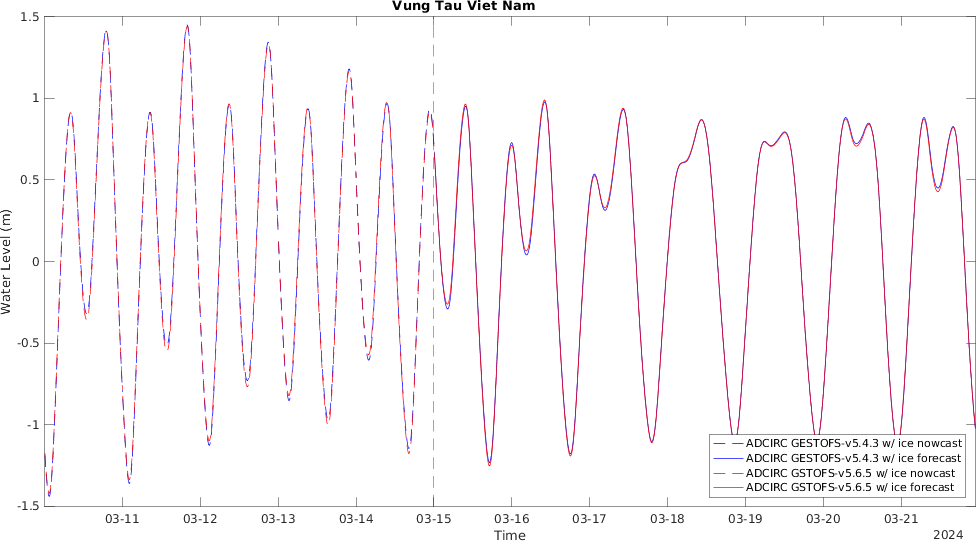 Vung Tau Viet Nam
Water Level (m)
1.5
1
0.5
0
-0.5
-1
-1.5
ADCIRC GESTOFS-v5.4.3 w/ ice nowcast
ADCIRC GESTOFS-v5.4.3 w/ ice forecast
ADCIRC GSTOFS-v5.6.5 w/ ice nowcast
ADCIRC GSTOFS-v5.6.5 w/ ice forecast
03-11 03-12 03-13 03-14 03-15 03-16 03-17 03-18 03-19 03-20 03-21
Time
2024